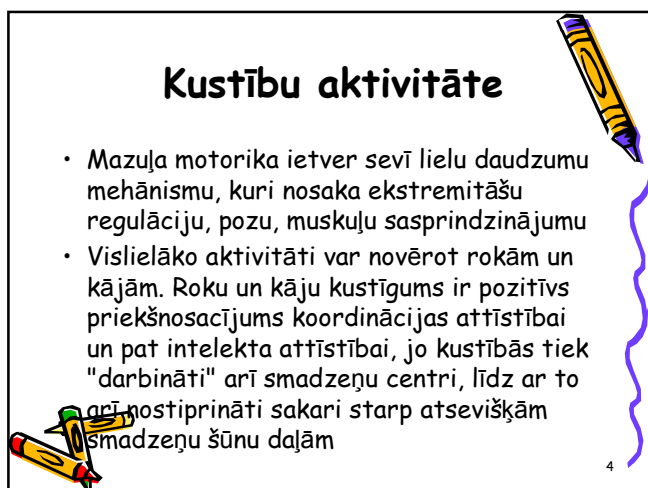 Kustību aktivitāte
• Mazuļa motorika ietver sevī lielu daudzumu
mehānismu, kuri nosaka ekstremitāšu
regulāciju, pozu, muskuļu sasprindzinājumu
• Vislielāko aktivitāti var novērot rokām un
kājām. Roku un kāju kustīgums ir pozitīvs
priekšnosacījums koordinācijas attīstībai
un pat intelekta attīstībai, jo kustībās tiek
"darbināti" arī smadzeņu centri, līdz ar to
arī nostiprināti sakari starp atsevišķām
smadzeņu šūnu daļām
4